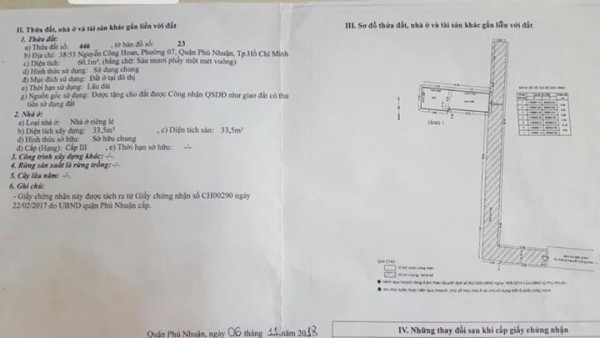 II. Thửa đất, nhà ở và tài sản khác gắn liền với đất
1. Thửa đất:
a) Thửa đất số: 446, tờ bản đồ số: 23
b) Địa chỉ: 38/53 Nguyễn Công Hoan, Phường 07, Quận Phú Nhuận, Tp.Hồ Chí Minh
c) Diện tích: 60,1m², (bằng chữ: Sáu mươi phẩy một mét vuông)
d) Hình thức sử dụng: Sử dụng chung
đ) Mục đích sử dụng: Đất ở tại đô thị
e) Thời hạn sử dụng: Lâu dài
g) Nguồn gốc sử dụng: Được tặng cho đất được Công nhận QSDĐ như giao đất có thu
tiền sử dụng đất
2. Nhà ở:
a) Loại nhà ở: Nhà ở riêng lẻ
b) Diện tích xây dựng: 33,5m², c) Diện tích sàn: 33,5m²
d) Hình thức sở hữu: Sở hữu chung
đ) Cấp (Hạng): Cấp III , e) Thời hạn sở hữu: -/-
3. Công trình xây dựng khác: -/-
4. Rừng sản xuất là rừng trồng: -/-
5. Cây lâu năm: -/-
6. Ghi chú:
- Giấy chứng nhận này được tách ra từ Giấy chứng nhận số CH00290 ngày
22/02/2017 do UBND quận Phú Nhuận cấp.
Quận Phú Nhuận, ngày 06 tháng 11 năm 2018
III. Sơ đồ thửa đất, nhà ở và tài sản khác gắn liền với đất
TẦNG 1
GHI CHÚ
IV. Những thay đổi sau khi cấp giấy chứng nhận